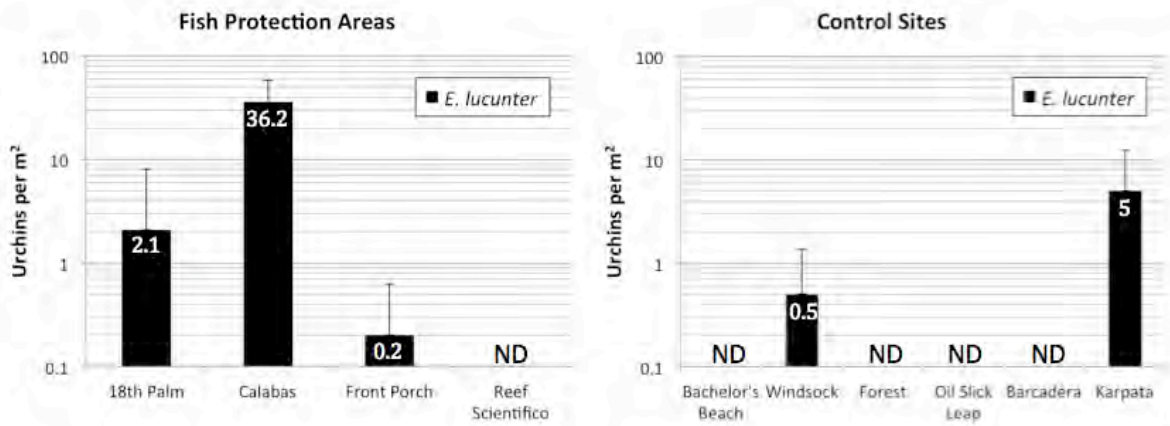 Fish Protection Areas
Urchins per m²
100
10
1
0.1
■ E. lucunter
2.1
36.2
0.2
ND
18th Palm
Calabas
Front Porch
Reef
Scientifico
Control Sites
Urchins per m²
100
10
1
0.1
■ E. lucunter
ND
0.5
ND
ND
ND
5
Bachelor's
Beach
Windsock
Forest
Oil Slick
Leap
Barcadera
Karpata